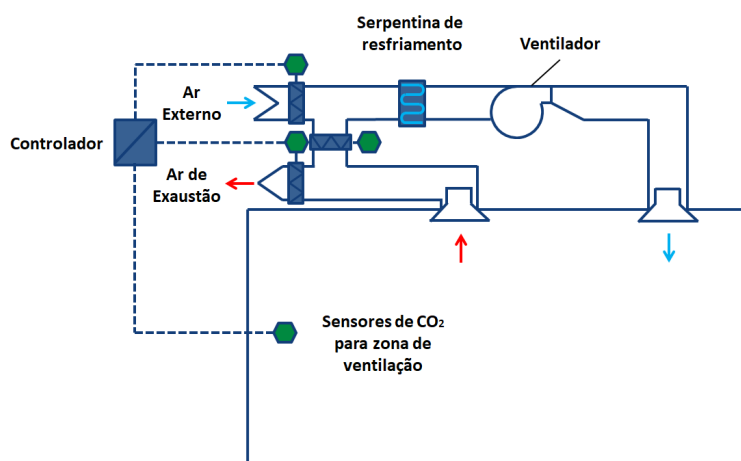 Serpentina de
resfriamento
Ventilador
Ar
Externo
Controlador
Ar de
Exaustão
Sensores de CO₂
para zona de
ventilação